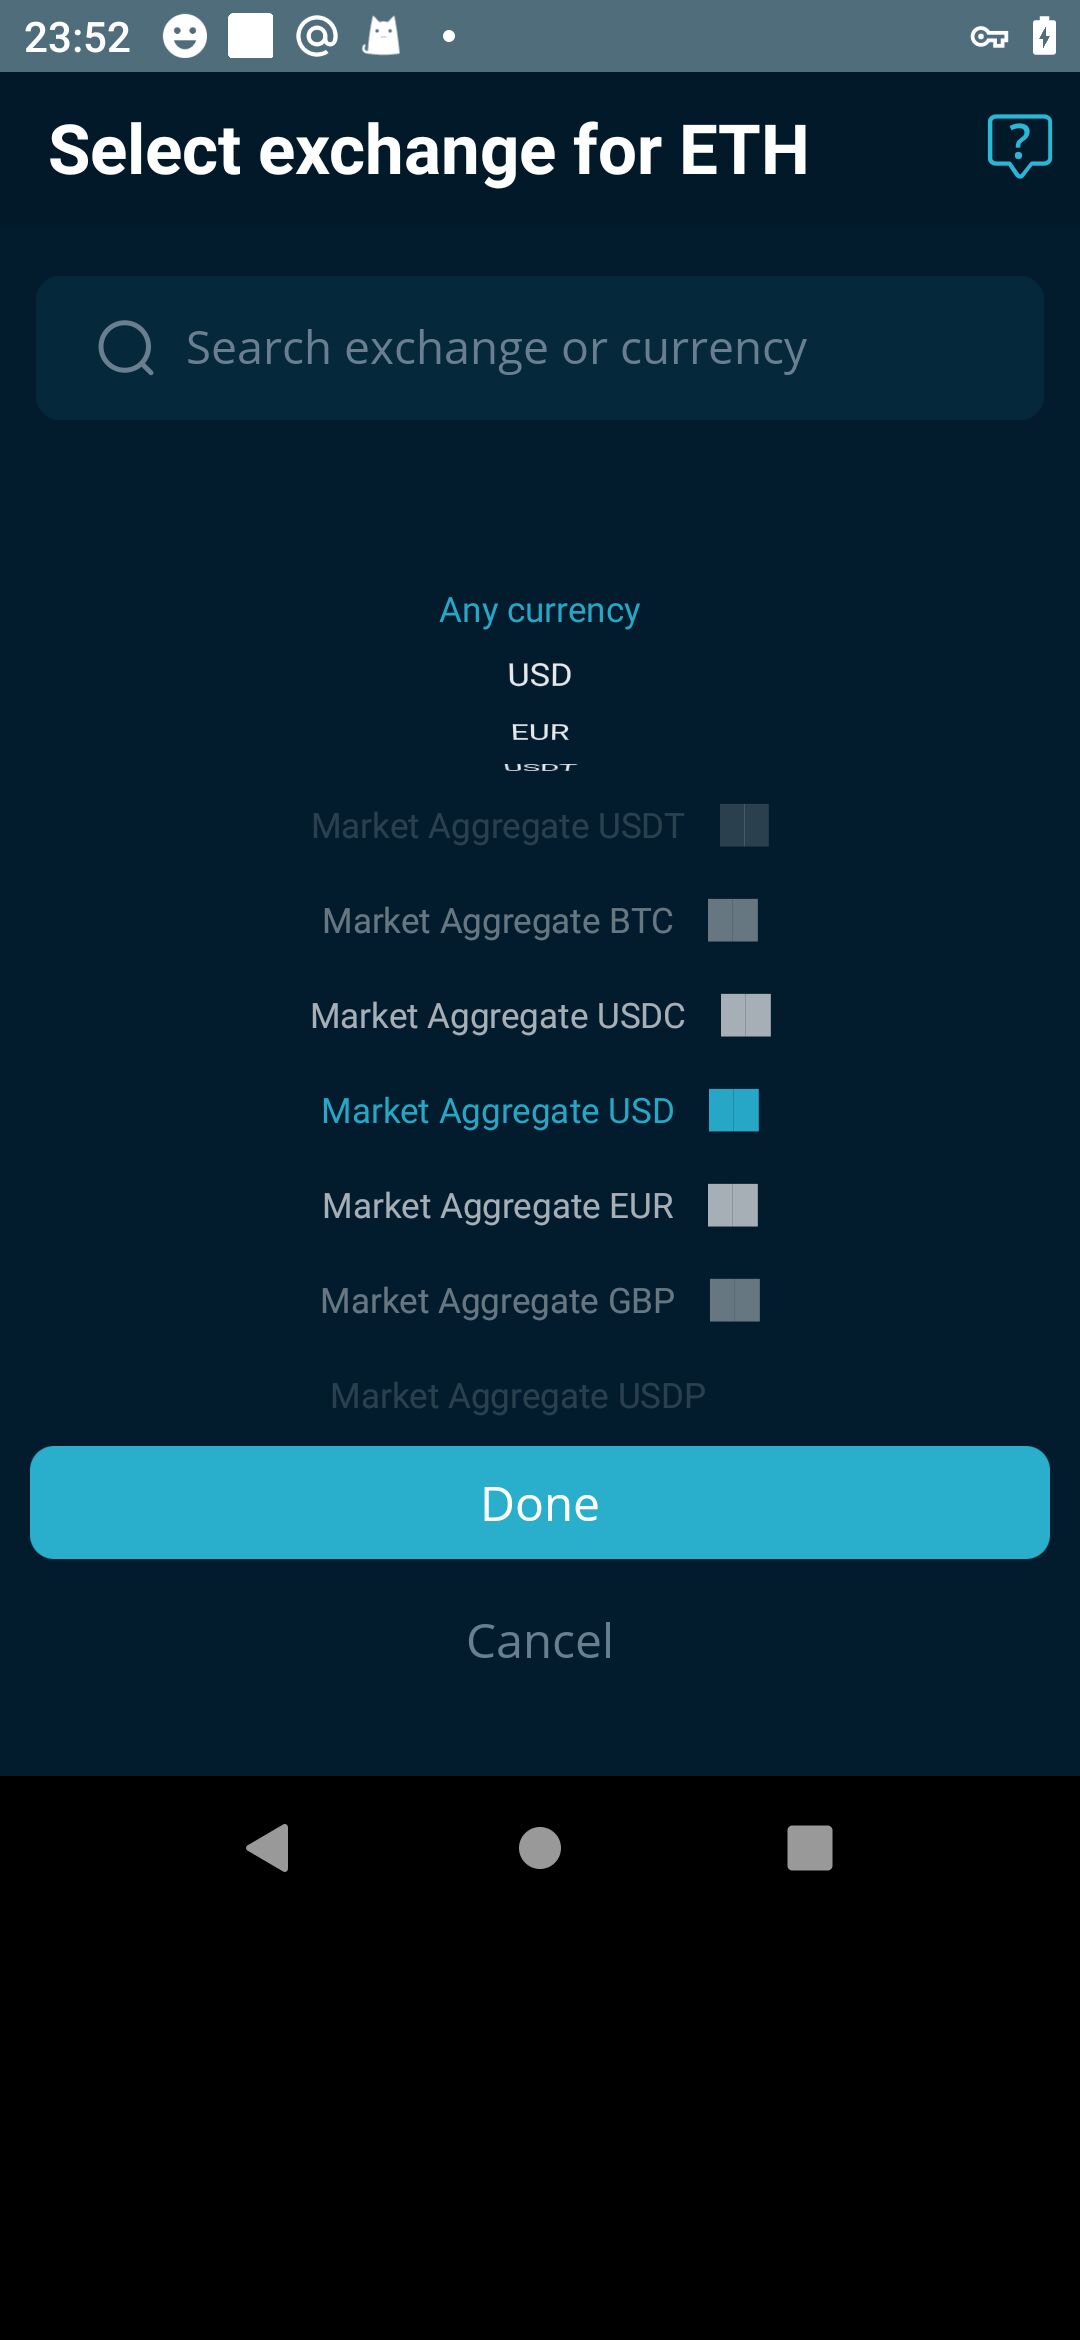 23:52
Select exchange for ETH
Search exchange or currency
Any currency
USD
EUR
USDT
Market Aggregate USDT
Market Aggregate BTC
Market Aggregate USDC
Market Aggregate USD
Market Aggregate EUR
Market Aggregate GBP
Market Aggregate USDP
Done
Cancel